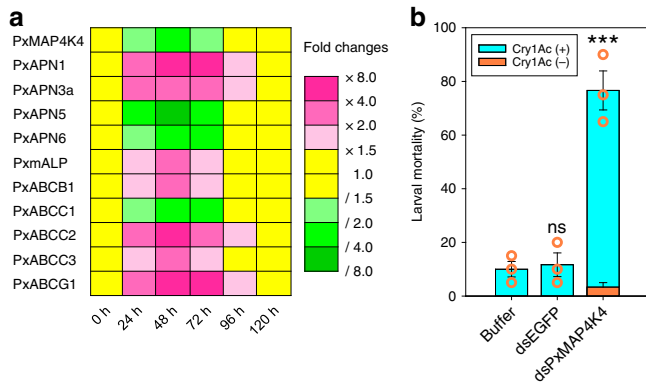 a
PxMAP4K4
PxAPN1
PxAPN3a
PxAPN5
PxAPN6
PxmALP
PxABCB1
PxABCC1
PxABCC2
PxABCC3
PxABCG1
0 h
24 h
48 h
72 h
96 h
120 h
Fold changes
× 8.0
× 4.0
× 2.0
× 1.5
1.0
/ 1.5
/ 2.0
/ 4.0
/ 8.0
b
Larval mortality (%)
100
80
60
40
20
0
Cry1Ac (+)
Cry1Ac (–)
***
ns
Buffer
dsEGFP
dsPxMAP4K4